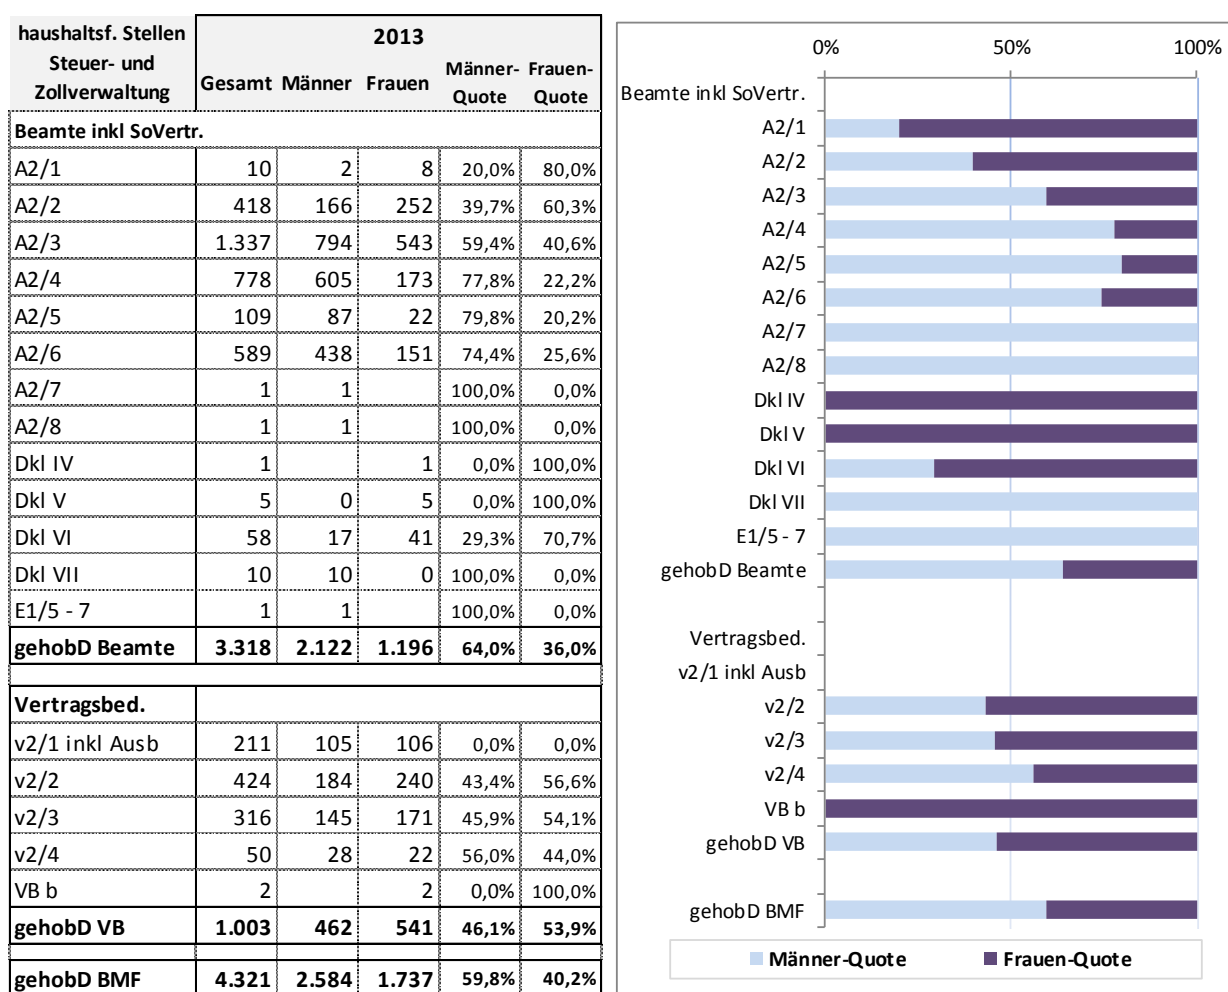 haushaltsf. Stellen Steuer- und Zollverwaltung
2013
Gesamt Männer Frauen Männer-Quote Frauen-Quote
Beamte inkl SoVertr.
A2/1 10 2 8 20,0% 80,0%
A2/2 418 166 252 39,7% 60,3%
A2/3 1.337 794 543 59,4% 40,6%
A2/4 778 605 173 77,8% 22,2%
A2/5 109 87 22 79,8% 20,2%
A2/6 589 438 151 74,4% 25,6%
A2/7 1 1 100,0% 0,0%
A2/8 1 1 100,0% 0,0%
Dkl IV 1 1 0,0% 100,0%
Dkl V 5 0 5 0,0% 100,0%
Dkl VI 58 17 41 29,3% 70,7%
Dkl VII 10 10 0 100,0% 0,0%
E1/5 - 7 1 1 100,0% 0,0%
gehobD Beamte 3.318 2.122 1.196 64,0% 36,0%
Vertragsbed.
v2/1 inkl Ausb 211 105 106 0,0% 0,0%
v2/2 424 184 240 43,4% 56,6%
v2/3 316 145 171 45,9% 54,1%
v2/4 50 28 22 56,0% 44,0%
VB b 2 2 0,0% 100,0%
gehobD VB 1.003 462 541 46,1% 53,9%
gehobD BMF 4.321 2.584 1.737 59,8% 40,2%
0% 50% 100%
Beamte inkl SoVertr.
A2/1
A2/2
A2/3
A2/4
A2/5
A2/6
A2/7
A2/8
Dkl IV
Dkl V
Dkl VI
Dkl VII
E1/5 - 7
gehobD Beamte
Vertragsbed.
v2/1 inkl Ausb
v2/2
v2/3
v2/4
VB b
gehobD VB
gehobD BMF
Männer-Quote Frauen-Quote